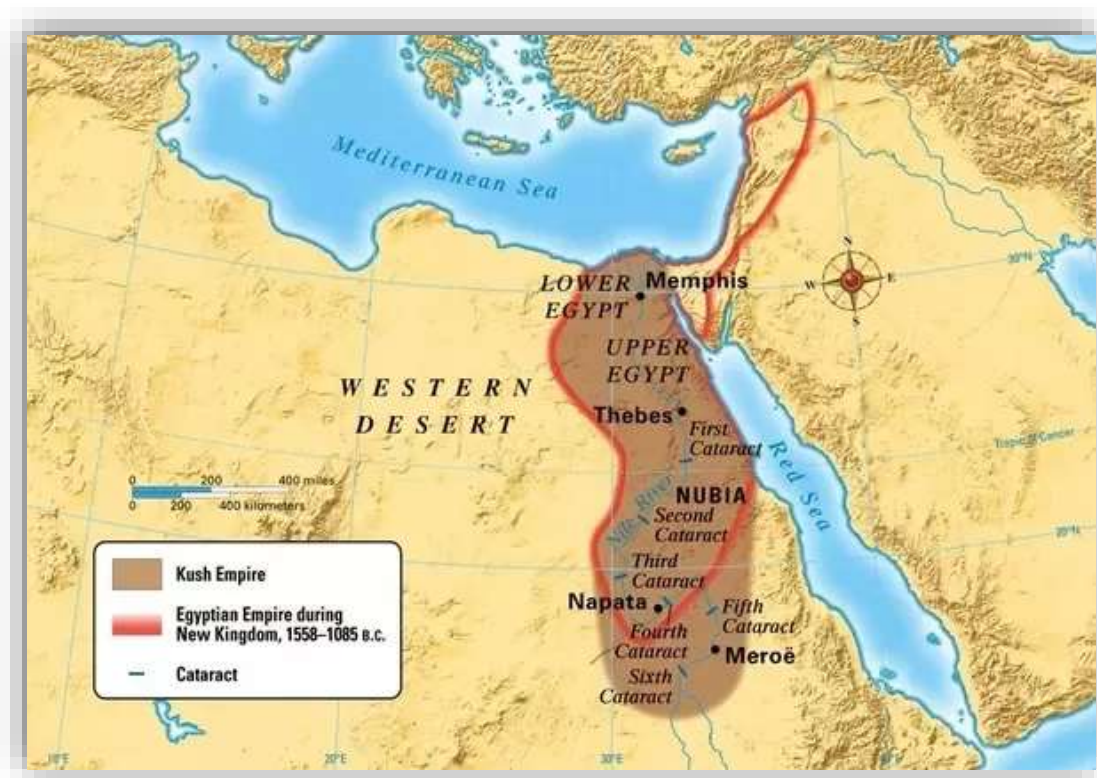 Mediterranean Sea
LOWER
EGYPT
Memphis
30°N
N
W
E
S
UPPER
EGYPT
WESTERN
DESERT
Thebes
First
Cataract
Tropic of Cancer
Red Sea
0 200 400 miles
0 200 400 kilometers
NUBIA
Nile River
Second
Cataract
20°N
Third
Cataract
Napata
Fifth
Cataract
Fourth
Cataract
Meroë
Sixth
Cataract
Kush Empire
Egyptian Empire during
New Kingdom, 1558–1085 B.C.
Cataract
10°E
20°E
30°E